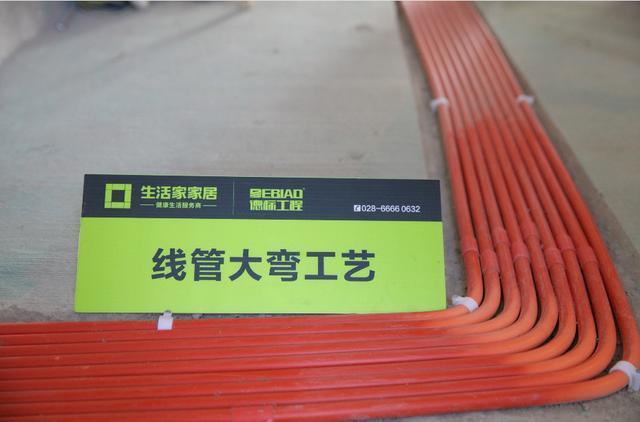 生活家家居
健康生活服务商
DEBIAO
德标工程
028-6666 0632
线管大弯工艺